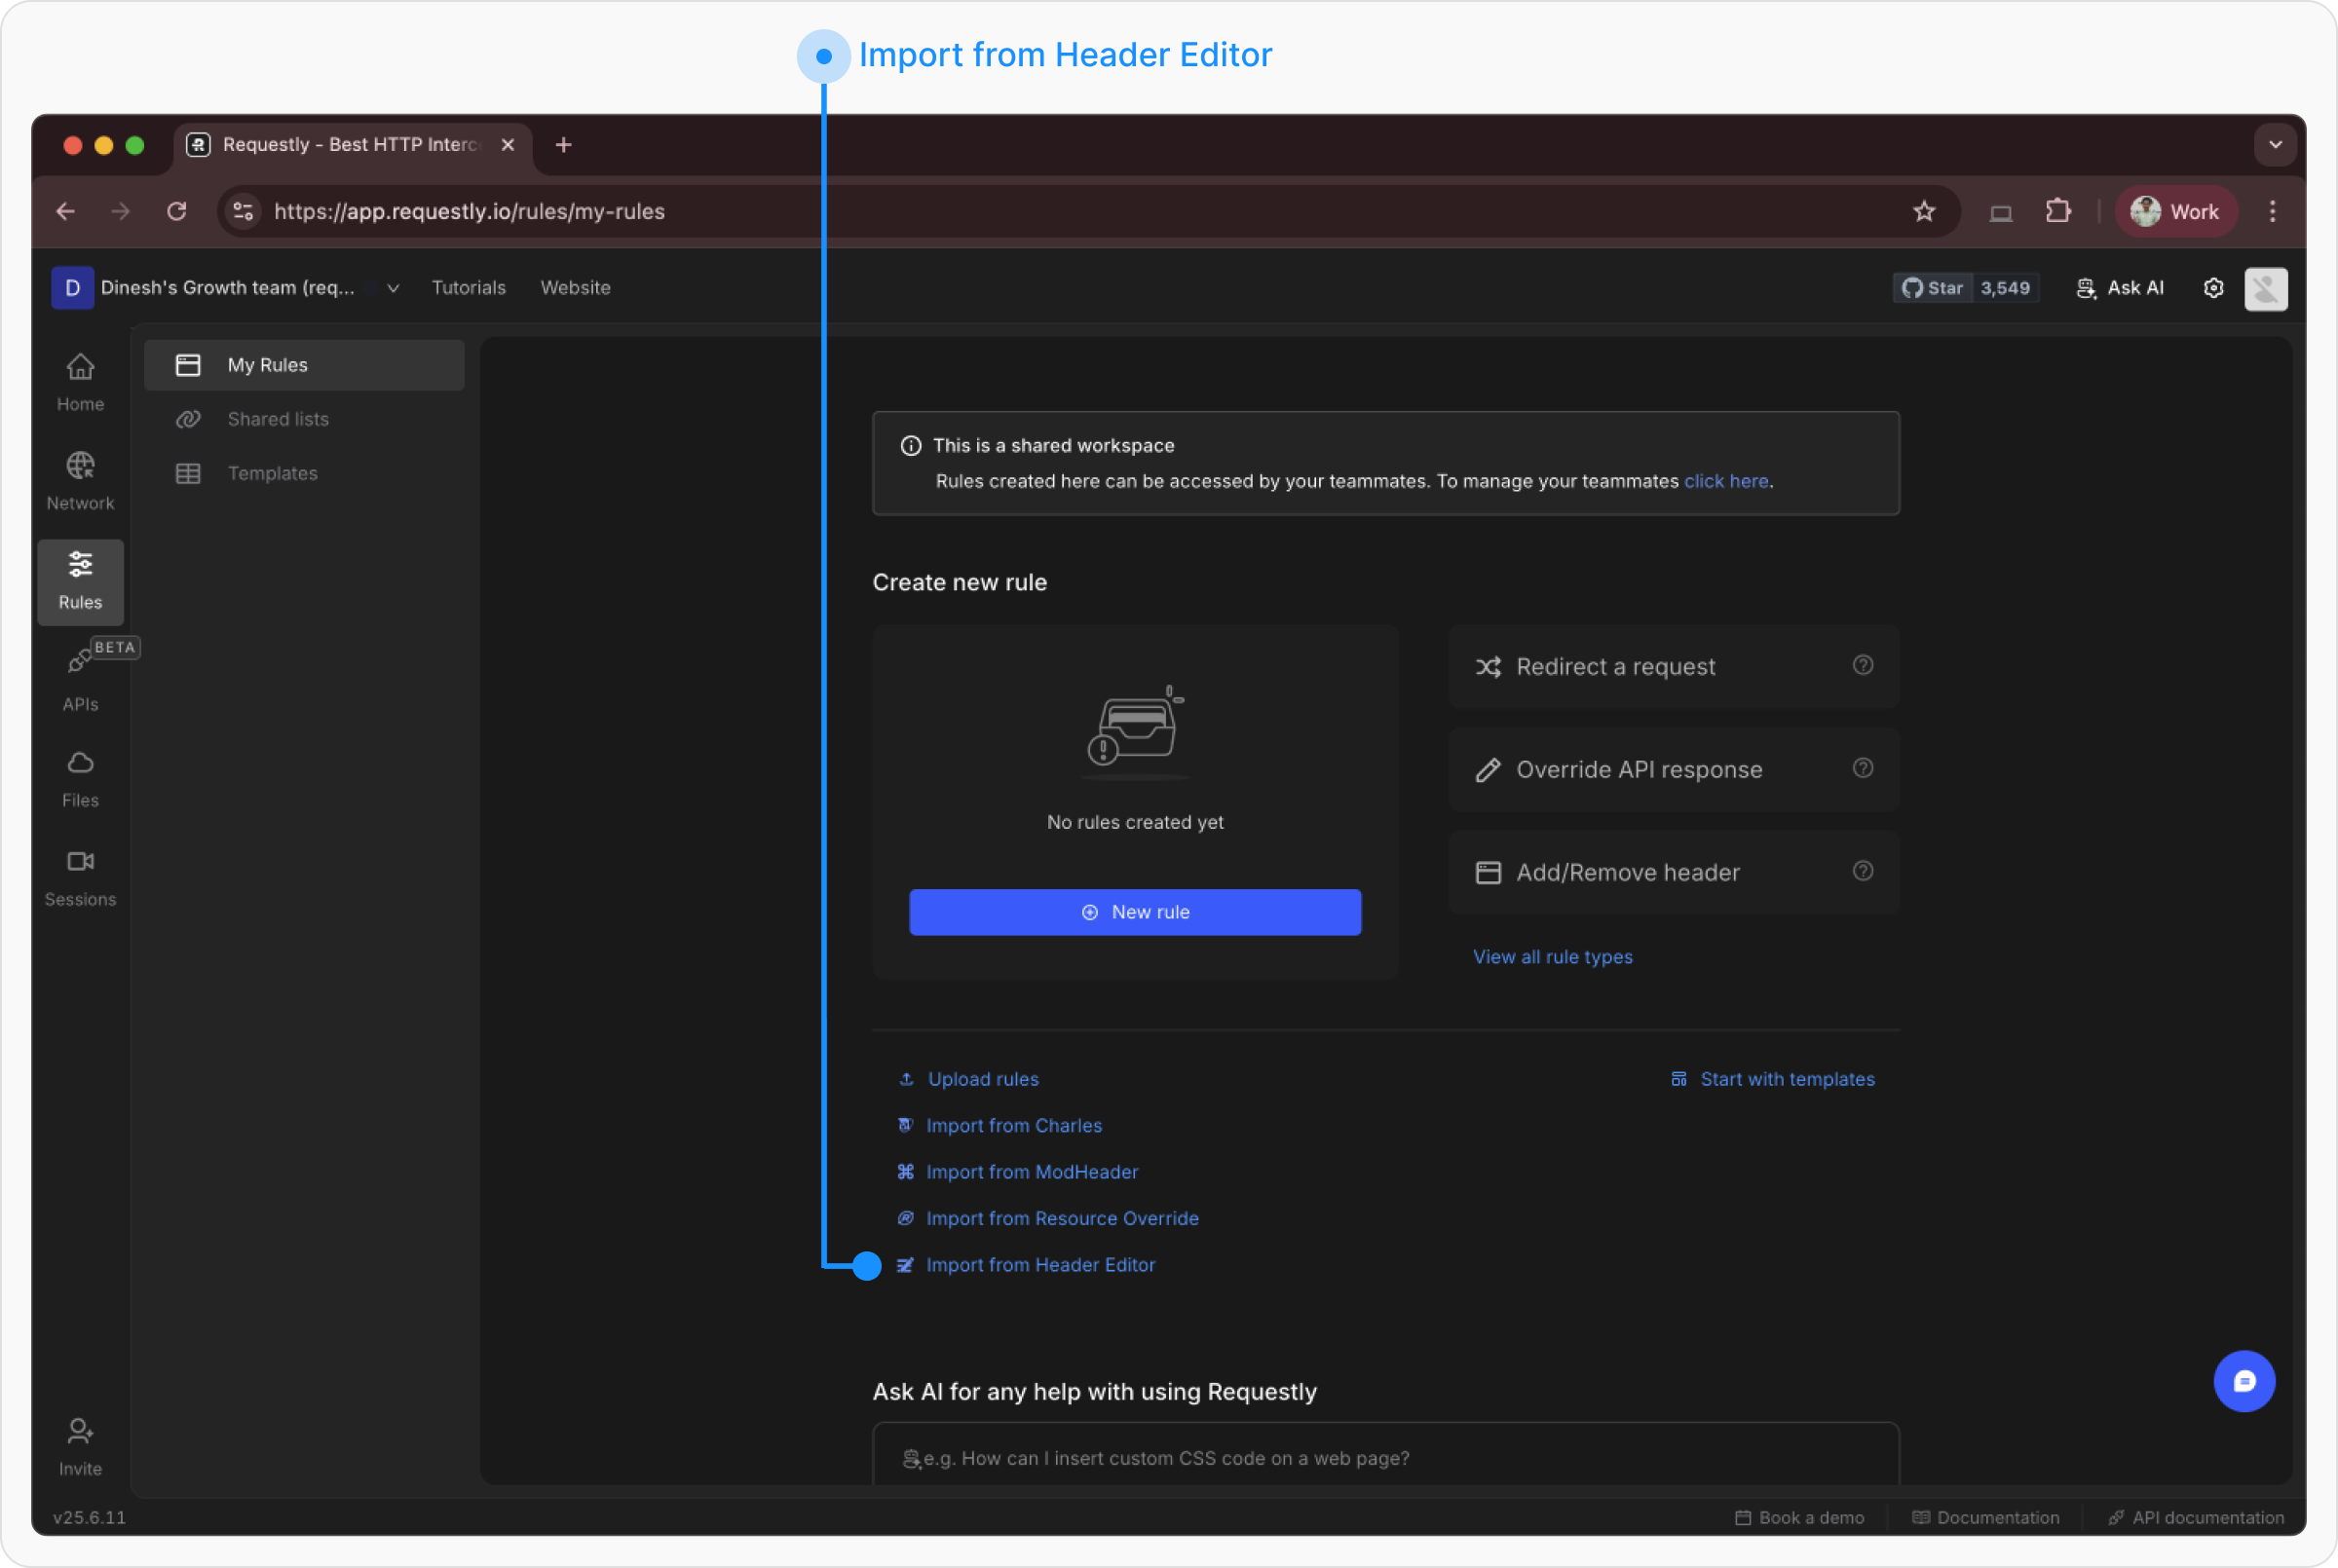 Import from Header Editor
Requestly - Best HTTP Interc
https://app.requestly.io/rules/my-rules
Work
D
Dinesh's Growth team (req...
Tutorials
Website
Star
3,549
Ask AI
Home
Network
Rules
BETA
APIs
Files
Sessions
Invite
v25.6.11
My Rules
Shared lists
Templates
This is a shared workspace
Rules created here can be accessed by your teammates. To manage your teammates click here.
Create new rule
No rules created yet
New rule
Redirect a request
Override API response
Add/Remove header
View all rule types
Upload rules
Start with templates
Import from Charles
Import from ModHeader
Import from Resource Override
Import from Header Editor
Ask AI for any help with using Requestly
e.g. How can I insert custom CSS code on a web page?
Book a demo
Documentation
API documentation